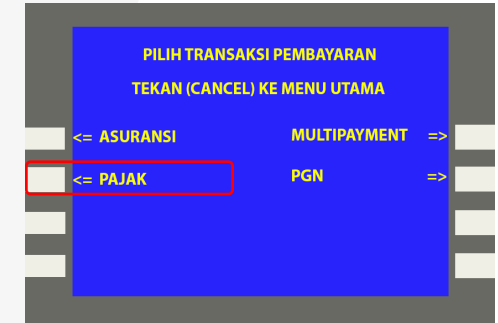 PILIH TRANSAKSI PEMBAYARAN
TEKAN (CANCEL) KE MENU UTAMA
<= ASURANSI MULTIPAYMENT =>
<= PAJAK PGN =>